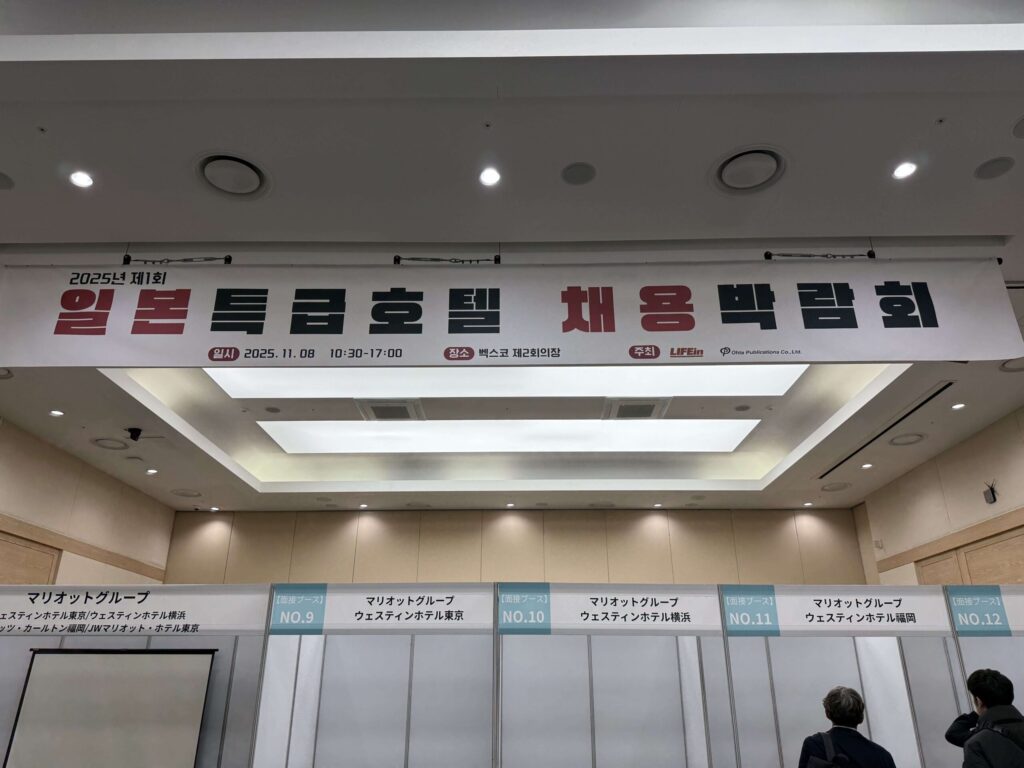 2025년 제1회
일본특급호텔 채용박람회
일시 2025. 11. 08 10:30-17:00 장소 벡스코 제2회의장 주최 LIFEin Ohla Publications Co., Ltd.
マリオットグループ
ェスティンホテル東京/ウェスティンホテル横浜
ッツ・カールトン福岡/JWマリオット・ホテル東京
【面接ブース】
NO.9
マリオットグループ
ウェスティンホテル東京
【面接ブース】
NO.10
マリオットグループ
ウェスティンホテル横浜
【面接ブース】
NO.11
マリオットグループ
ウェスティンホテル福岡
【面接ブース】
NO.12